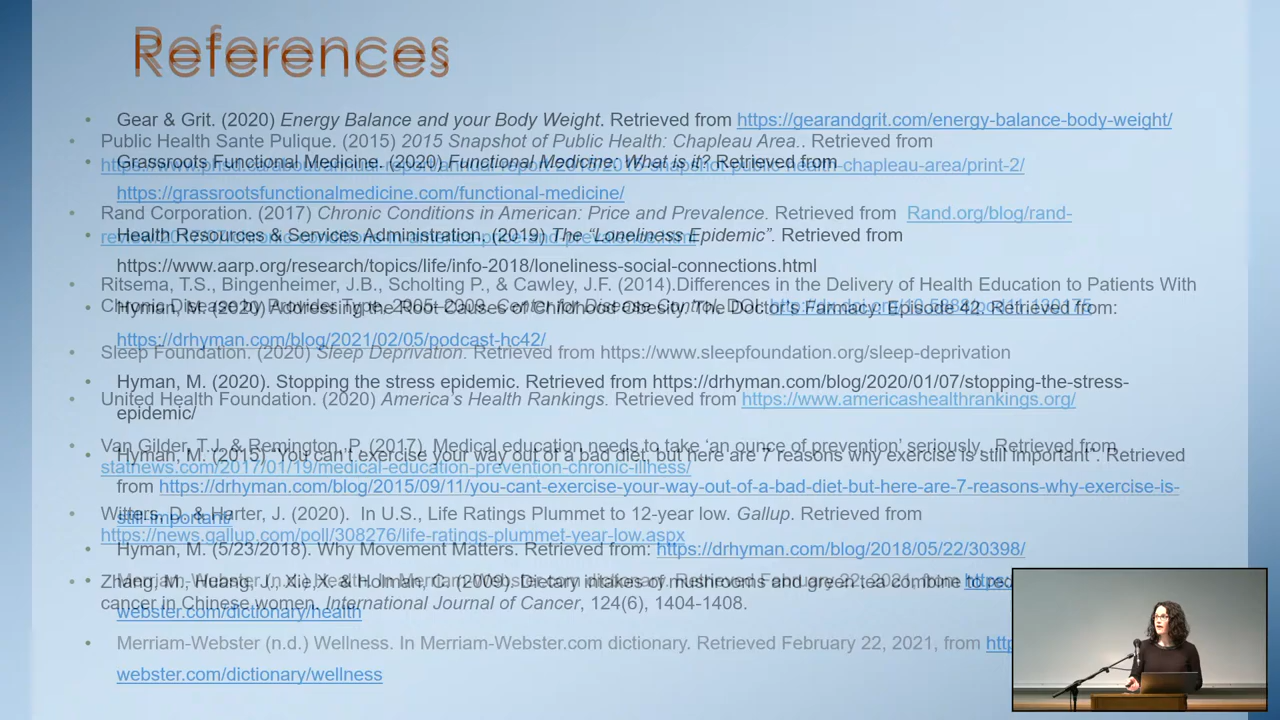 References
Gear & Grit. (2020) Energy Balance and your Body Weight. Retrieved from https://gearandgrit.com/energy-balance-body-weight/
Public Health Sante Pulique. (2015) 2015 Snapshot of Public Health: Chapleau Area.. Retrieved from
Grassroots Functional Medicine. (2020) Functional Medicine: What is it? Retrieved from
https://grassrootsfunctionalmedicine.com/functional-medicine/
Rand Corporation. (2017) Chronic Conditions in American: Price and Prevalence. Retrieved from Rand.org/blog/rand-
Health Resources & Services Administration. (2019) The “Loneliness Epidemic”. Retrieved from
https://www.aarp.org/research/topics/life/info-2018/loneliness-social-connections.html
Ritsema, T.S., Bingenheimer, J.B., Scholting P., & Cawley, J.F. (2014).Differences in the Delivery of Health Education to Patients With
Hyman, M. (2020) Addressing the Root Causes of Childhood Obesity. The Doctor’s Farmacy: Episode 42. Retrieved from:
https://drhyman.com/blog/2021/02/05/podcast-hc42/
Sleep Foundation. (2020) Sleep Deprivation. Retrieved from https://www.sleepfoundation.org/sleep-deprivation
Hyman, M. (2020). Stopping the stress epidemic. Retrieved from https://drhyman.com/blog/2020/01/07/stopping-the-stress-
United Health Foundation. (2020) America’s Health Rankings. Retrieved from https://www.americashealthrankings.org/
epidemic/
Van Gilder, T.J. & Remington, P. (2017). Medical education needs to take ‘an ounce of prevention’ seriously. Retrieved from
Hyman, M. (2015) “You can’t exercise your way out of a bad diet, but here are 7 reasons why exercise is still important”. Retrieved
statnews.com/2017/01/19/medical-education-prevention-chronic-illness/
from https://drhyman.com/blog/2015/09/11/you-cant-exercise-your-way-out-of-a-bad-diet-but-here-are-7-reasons-why-exercise-is-
still-important/
Witters, D. & Harter, J. (2020). In U.S., Life Ratings Plummet to 12-year low. Gallup. Retrieved from
https://news.gallup.com/poll/308276/life-ratings-plummet-year-low.aspx
Hyman, M. (5/23/2018). Why Movement Matters. Retrieved from: https://drhyman.com/blog/2018/05/22/30398/
Zhang, M., Huang, J., Xie, X. & Holman, C. (2009). Dietary intakes of mushrooms and green tea combine to
cancer in Chinese women. International Journal of Cancer, 124(6), 1404-1408.
webster.com/dictionary/health
Merriam-Webster (n.d.) Wellness. In Merriam-Webster.com dictionary. Retrieved February 22, 2021, from
webster.com/dictionary/wellness